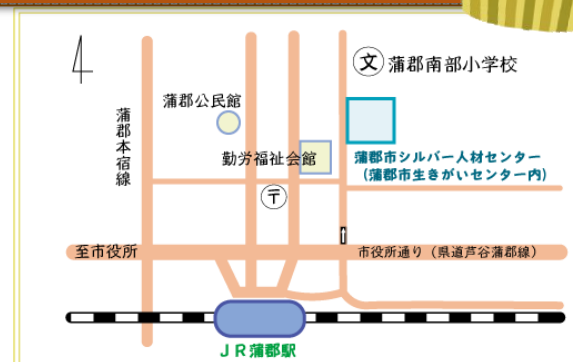 文 蒲郡南部小学校
蒲郡公民館
蒲郡本宿線
勤労福祉会館
蒲郡市シルバー人材センター
(蒲郡市生きがいセンター内)
〒
至市役所
市役所通り(県道芦谷蒲郡線)
JR蒲郡駅